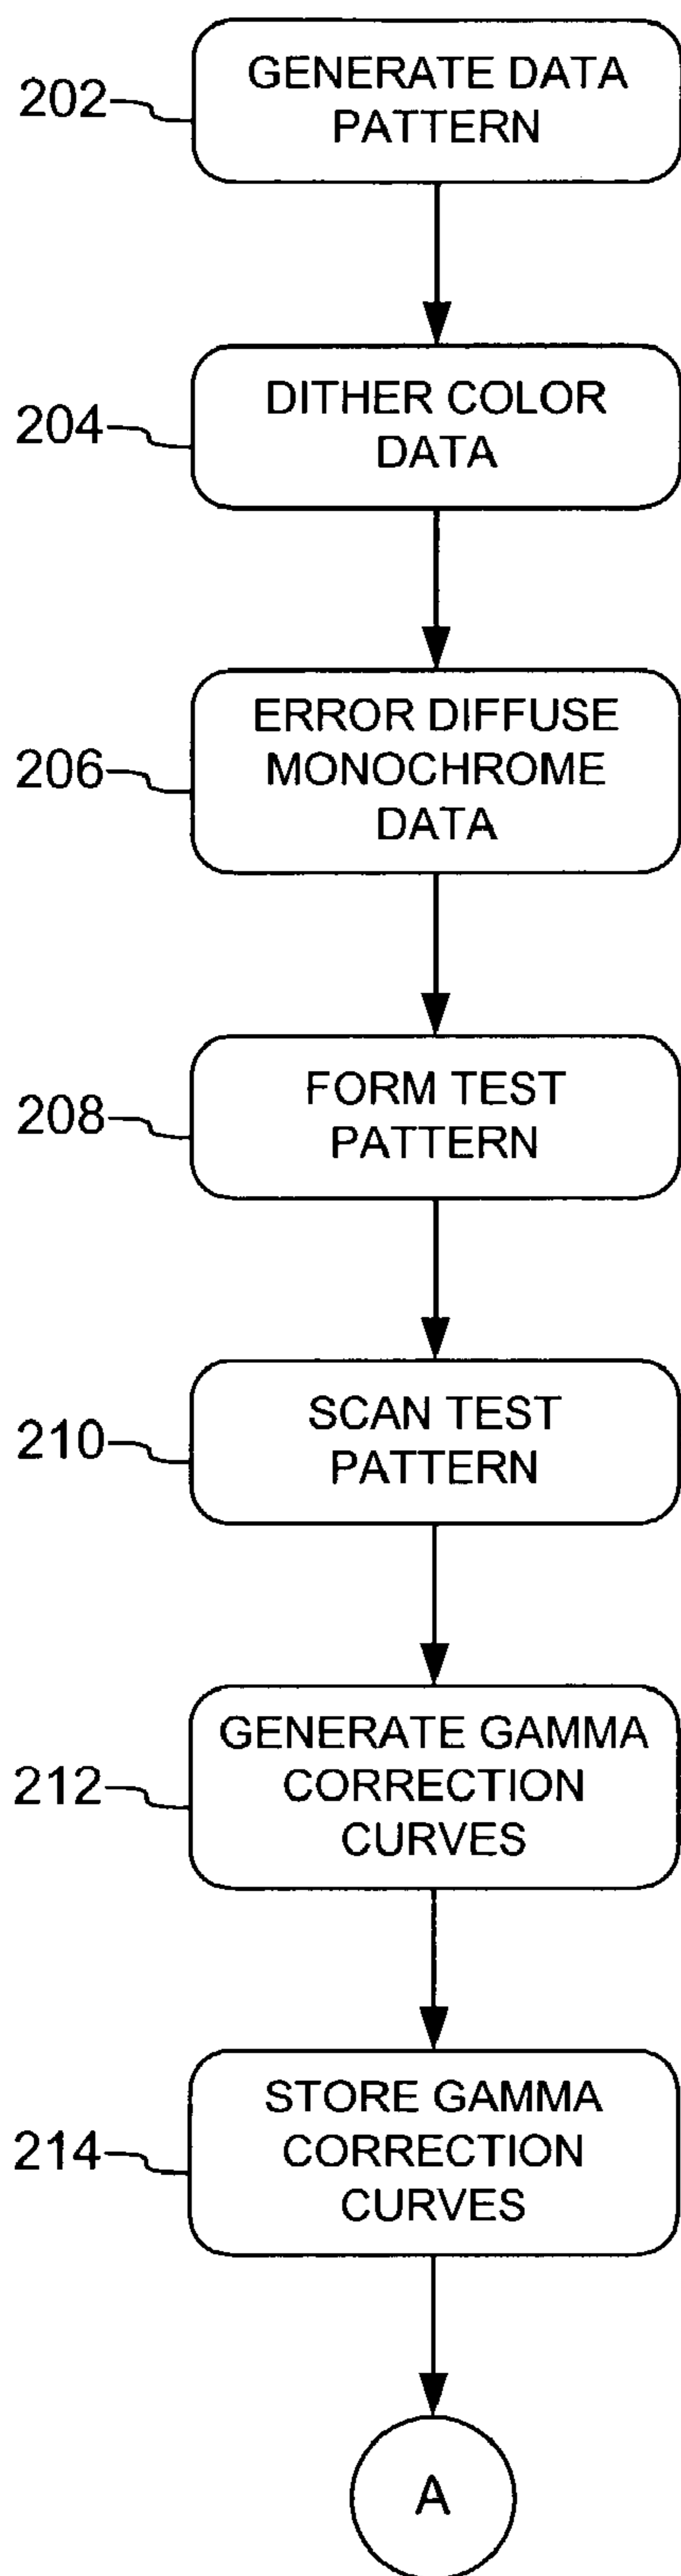 GENERATE DATA
PATTERN
202
DITHER COLOR
DATA
204
ERROR DIFFUSE
MONOCHROME
DATA
206
FORM TEST
PATTERN
208
SCAN TEST
PATTERN
210
GENERATE GAMMA
CORRECTION
CURVES
212
STORE GAMMA
CORRECTION
CURVES
214
A